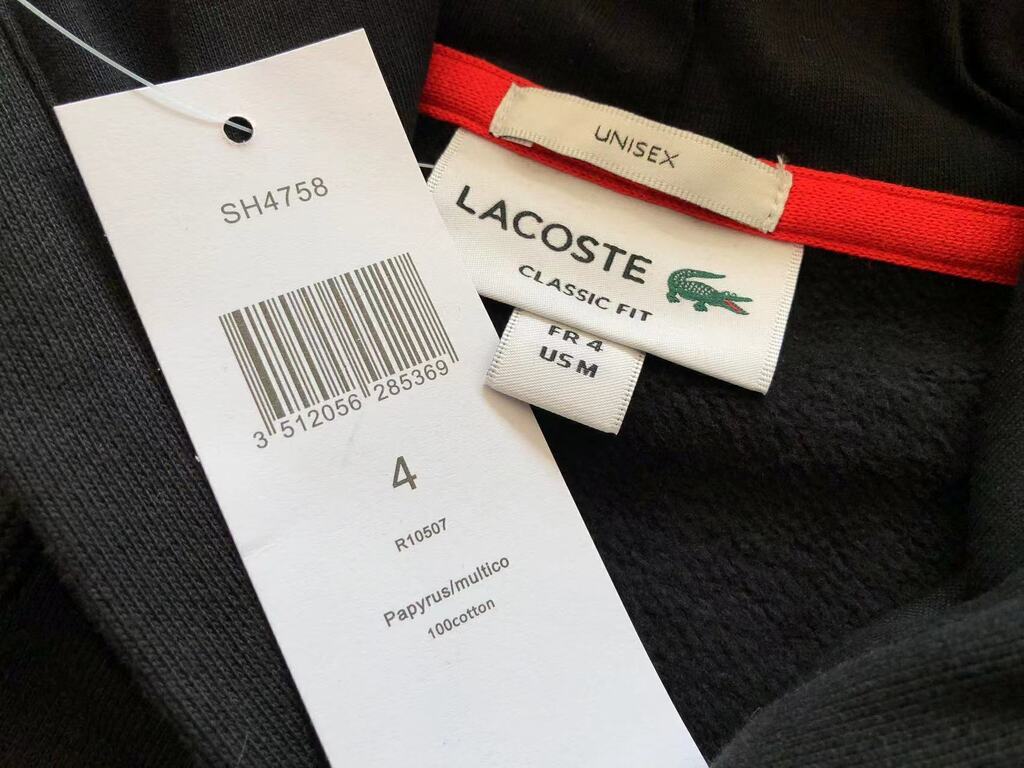 SH4758
3 512056 285369
4
R10507
Papyrus/multico
100cotton
UNISEX
LACOSTE
CLASSIC FIT
FR 4
US M